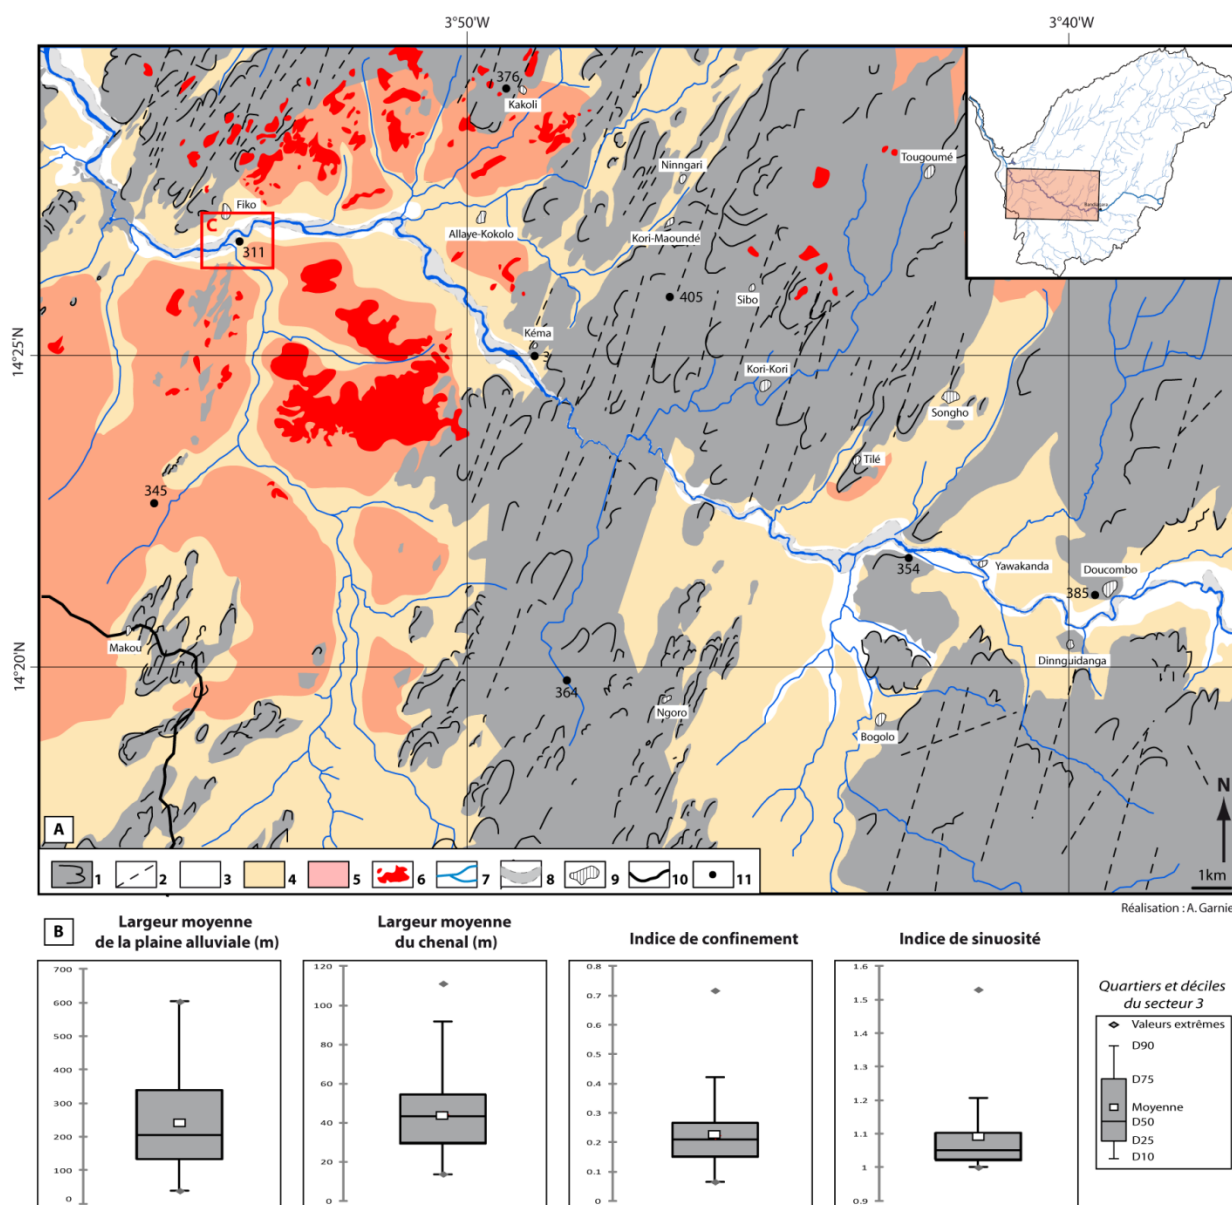 3°50'W
3°40'W
376
Kakoli
Tougoumé
Ninngari
Fiko
C
Allaye-Kokolo
Kori-Maoundé
311
405
Sibo
14°25'N
Kéma
3
Kori-Kori
Songho
Tilé
345
354
Yawakanda
Doucombo
385
Makou
Dinnguidanga
14°20'N
364
Ngoro
Bogolo
N
A
1
2
3
4
5
6
7
8
9
10
11
1km
Réalisation : A. Garnie
B
Largeur moyenne
de la plaine alluviale (m)
700
600
500
400
300
200
100
0
Largeur moyenne
du chenal (m)
120
100
80
60
40
20
0
Indice de confinement
0.8
0.7
0.6
0.5
0.4
0.3
0.2
0.1
0
Indice de sinuosité
1.6
1.5
1.4
1.3
1.2
1.1
1
0.9
Quartiers et déciles
du secteur 3
Valeurs extrêmes
D90
D75
Moyenne
D50
D25
D10